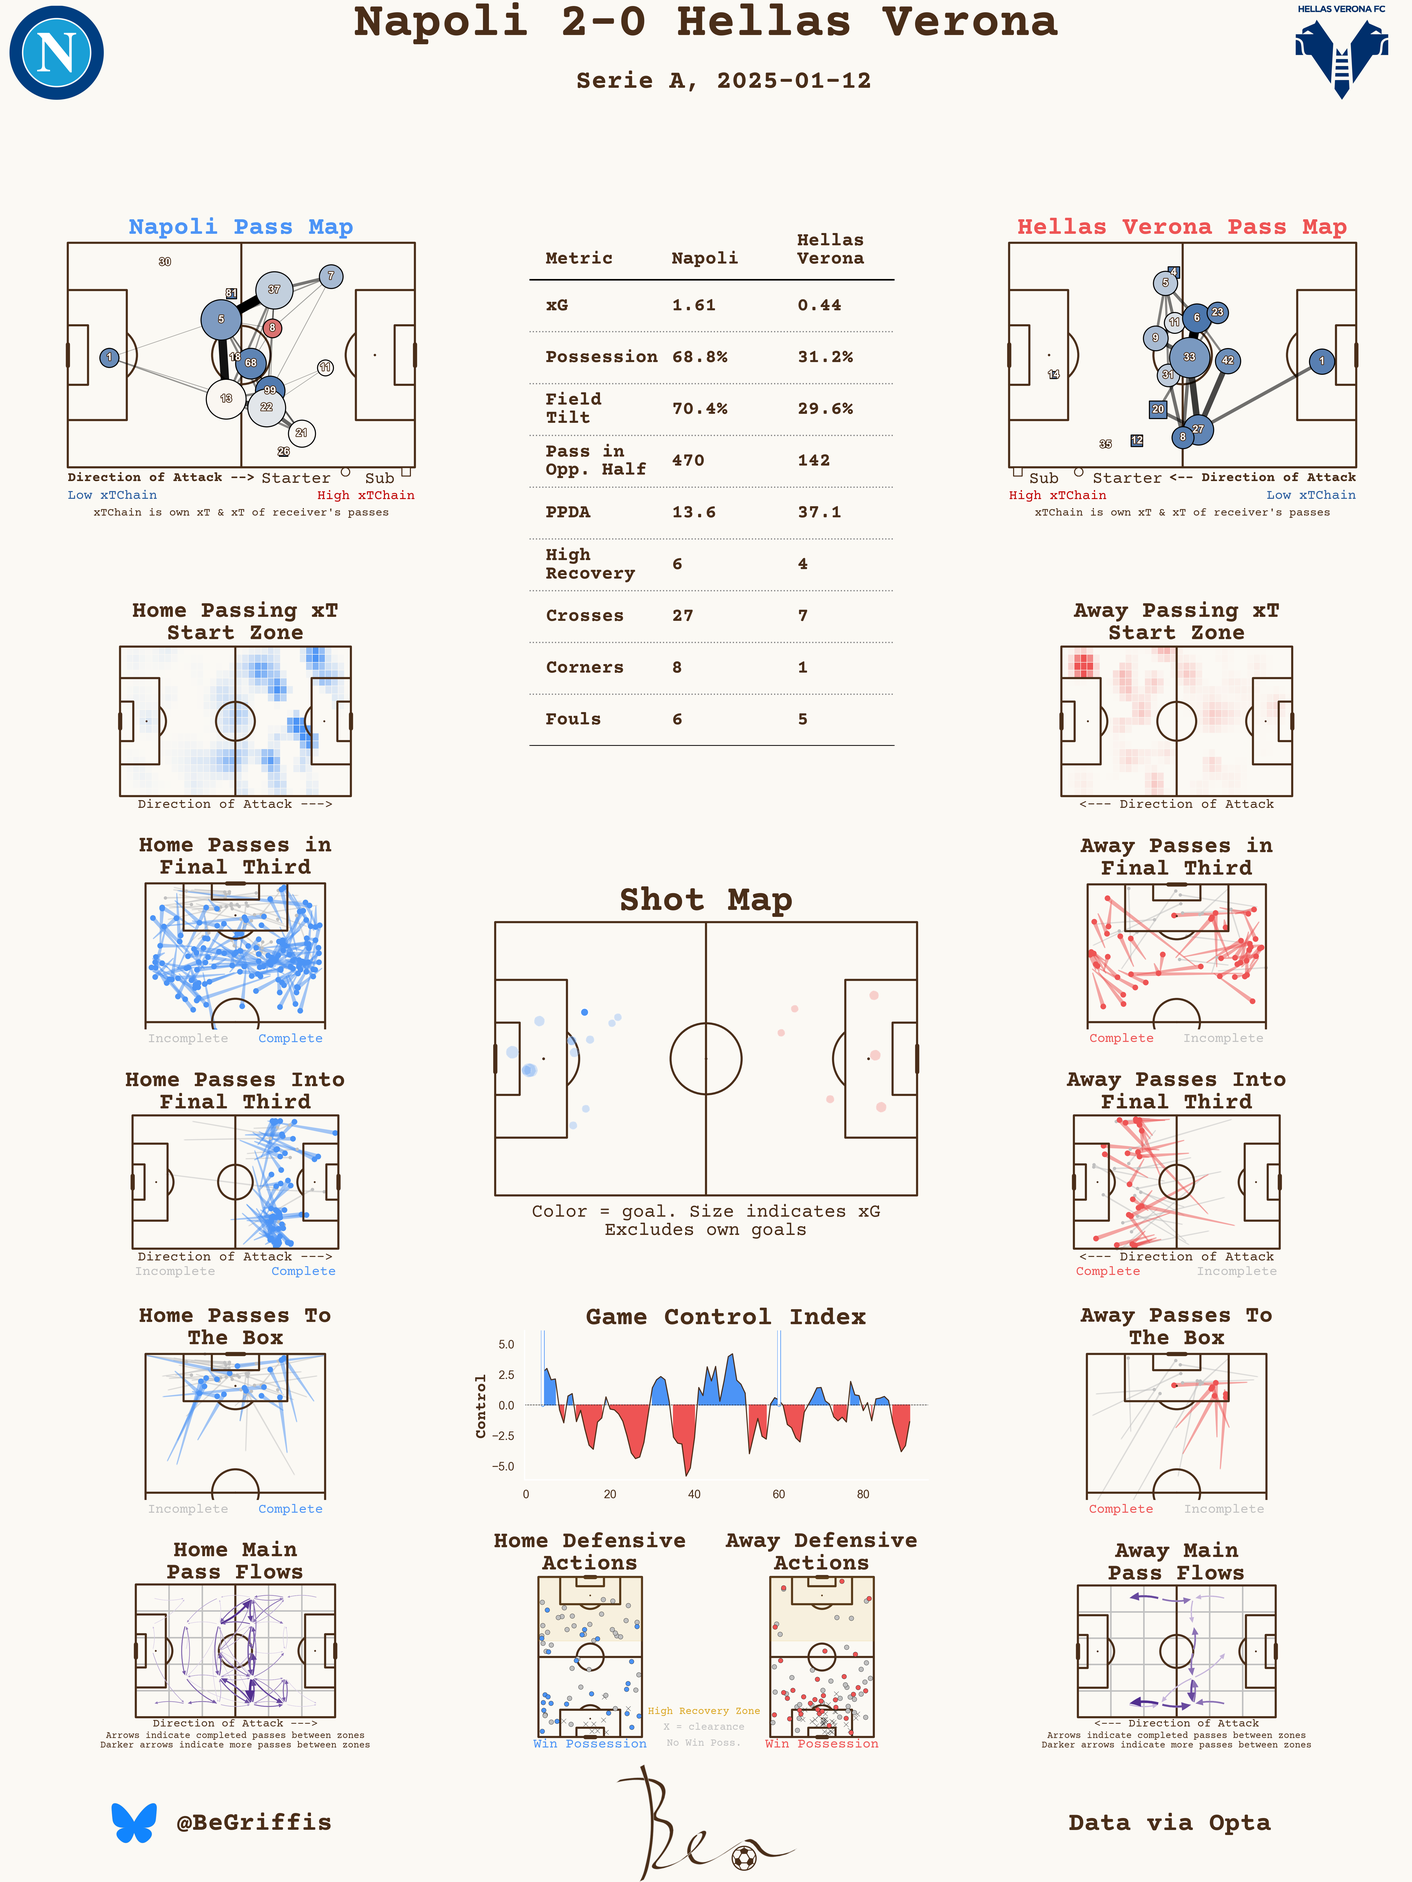 Napoli 2-0 Hellas Verona
Serie A, 2025-01-12
N
HELLAS VERONA FC
Napoli Pass Map
30
7
81
37
5
8
1
18
68
11
99
13
22
21
26
Direction of Attack --> Starter Sub
Low xTChain High xTChain
xTChain is own xT & xT of receiver's passes
Metric Napoli Hellas Verona
xG 1.61 0.44
Possession 68.8% 31.2%
Field Tilt 70.4% 29.6%
Pass in Opp. Half 470 142
PPDA 13.6 37.1
High Recovery 6 4
Crosses 27 7
Corners 8 1
Fouls 6 5
Hellas Verona Pass Map
4
5
11
6
23
9
33
42
1
14
31
20
27
8
12
35
Sub Starter <-- Direction of Attack
High xTChain Low xTChain
xTChain is own xT & xT of receiver's passes
Home Passing xT
Start Zone
Direction of Attack --->
Away Passing xT
Start Zone
<--- Direction of Attack
Home Passes in
Final Third
Incomplete Complete
Shot Map
Color = goal. Size indicates xG
Excludes own goals
Away Passes in
Final Third
Complete Incomplete
Home Passes Into
Final Third
Direction of Attack --->
Incomplete Complete
Away Passes Into
Final Third
<--- Direction of Attack
Complete Incomplete
Home Passes To
The Box
Incomplete Complete
Game Control Index
Control
5.0
2.5
0.0
−2.5
−5.0
0 20 40 60 80
Away Passes To
The Box
Complete Incomplete
Home Main
Pass Flows
Direction of Attack --->
Arrows indicate completed passes between zones
Darker arrows indicate more passes between zones
Home Defensive
Actions
Win Possession
High Recovery Zone
X = clearance
No Win Poss.
Away Defensive
Actions
Win Possession
Away Main
Pass Flows
<--- Direction of Attack
Arrows indicate completed passes between zones
Darker arrows indicate more passes between zones
@BeGriffis
Ben
Data via Opta